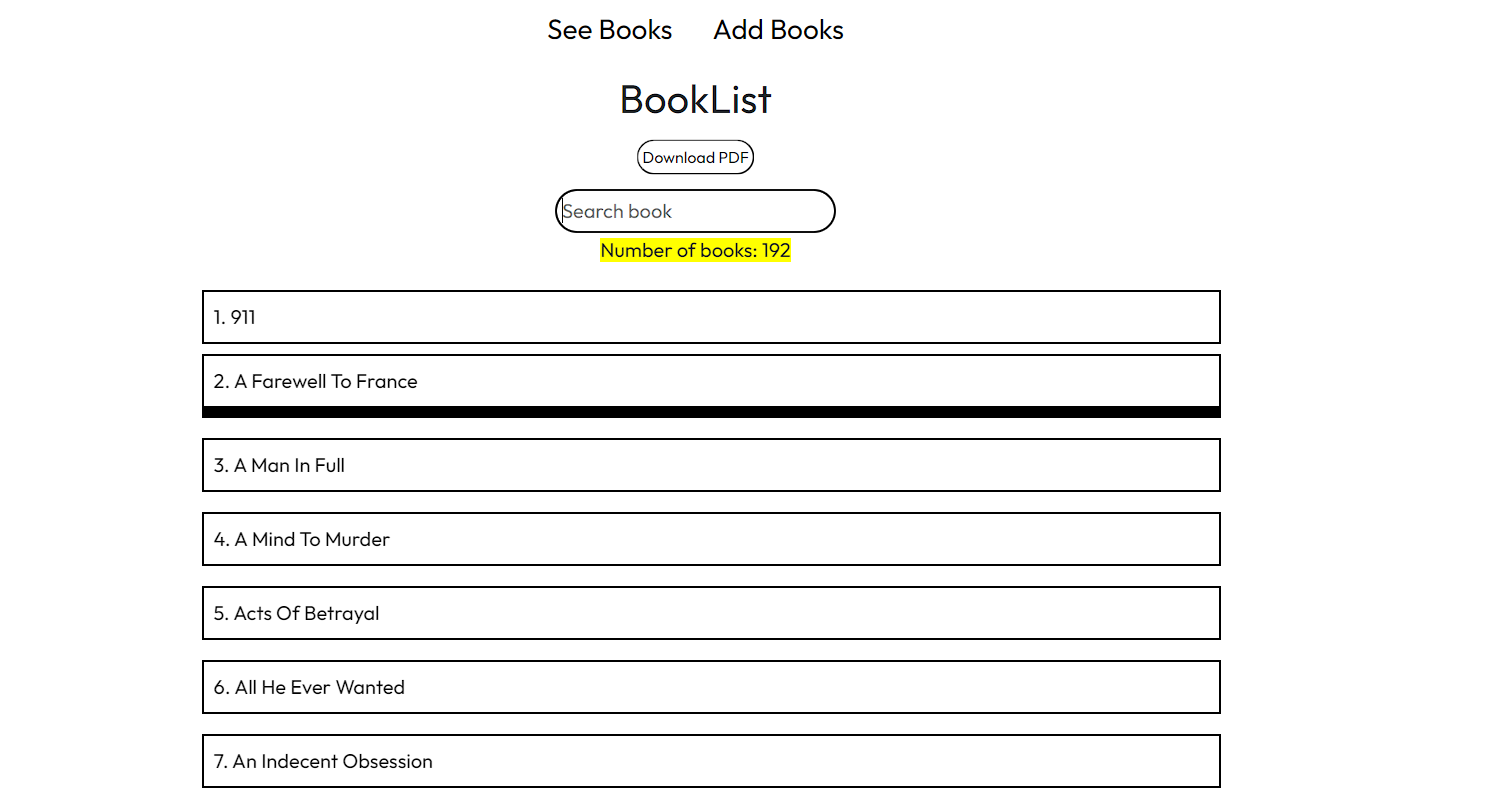 See Books Add Books
BookList
Download PDF
Search book
Number of books: 192
1. 911
2. A Farewell To France
3. A Man In Full
4. A Mind To Murder
5. Acts Of Betrayal
6. All He Ever Wanted
7. An Indecent Obsession